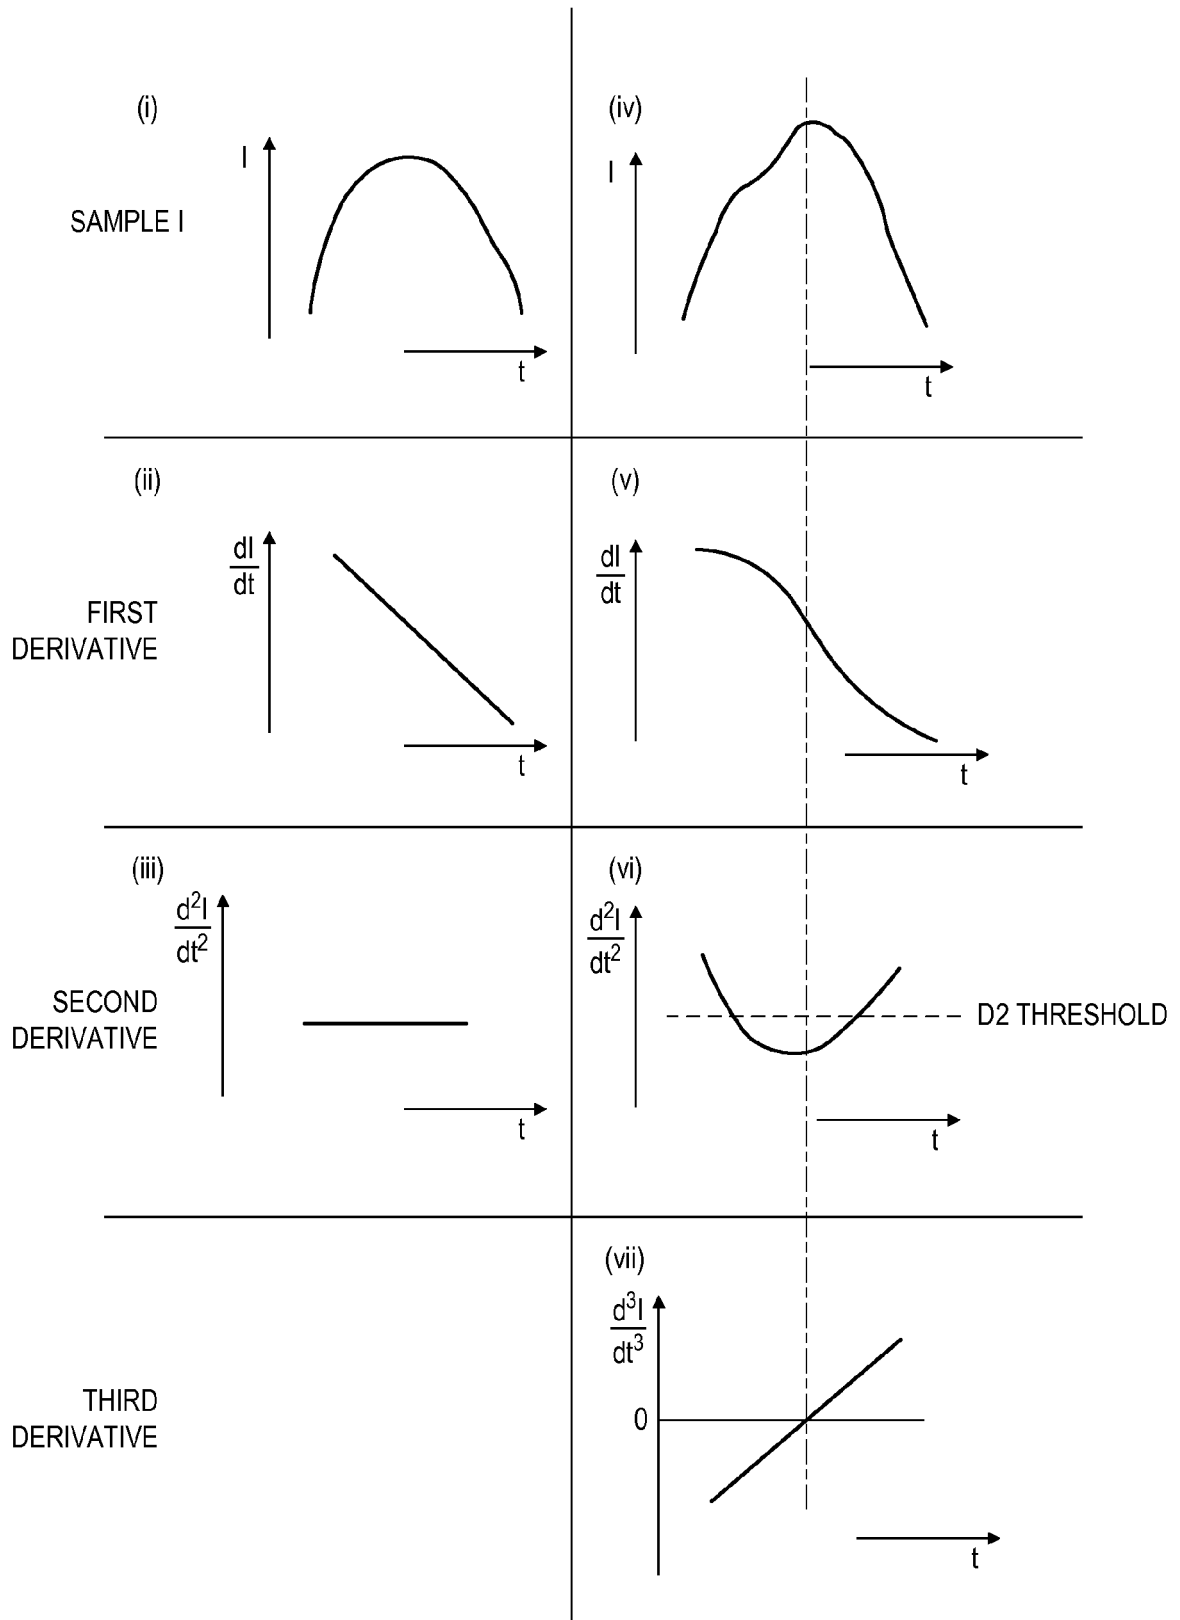 (i)
I
SAMPLE I
t
(iv)
I
t
(ii)
dI
dt
FIRST
DERIVATIVE
t
(v)
dI
dt
t
(iii)
d²I
dt²
SECOND
DERIVATIVE
t
(vi)
d²I
dt²
D2 THRESHOLD
t
THIRD
DERIVATIVE
(vii)
d³I
dt³
0
t